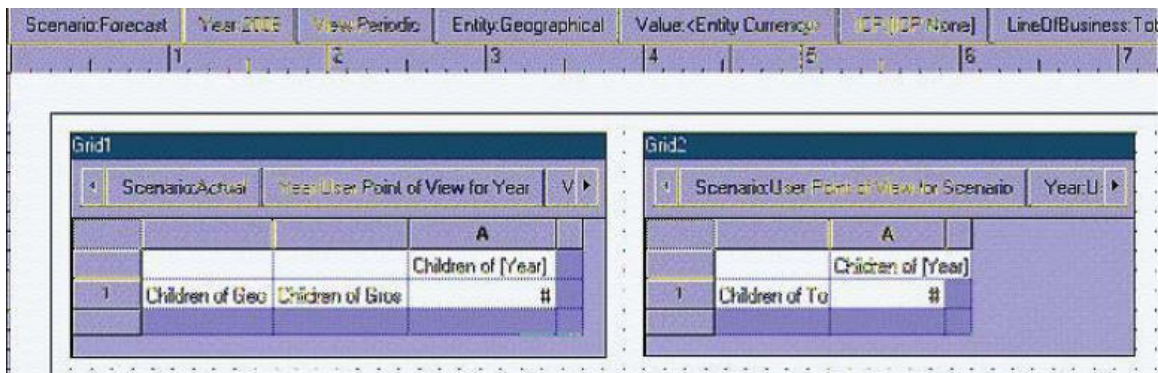 Scenario:Forecast Year:2006 View:Periodic Entity:Geographical Value:<Entity Currency> ICP:[ICP None] LineOfBusiness:Tot
1 2 3 4 5 6 7
Grid1
Scenario:Actual Year:User Point of View for Year V
A
Children of [Year]
1 Children of Geo Children of Gros #
Grid2
Scenario:User Point of View for Scenario Year:U
A
Children of [Year]
1 Children of To #